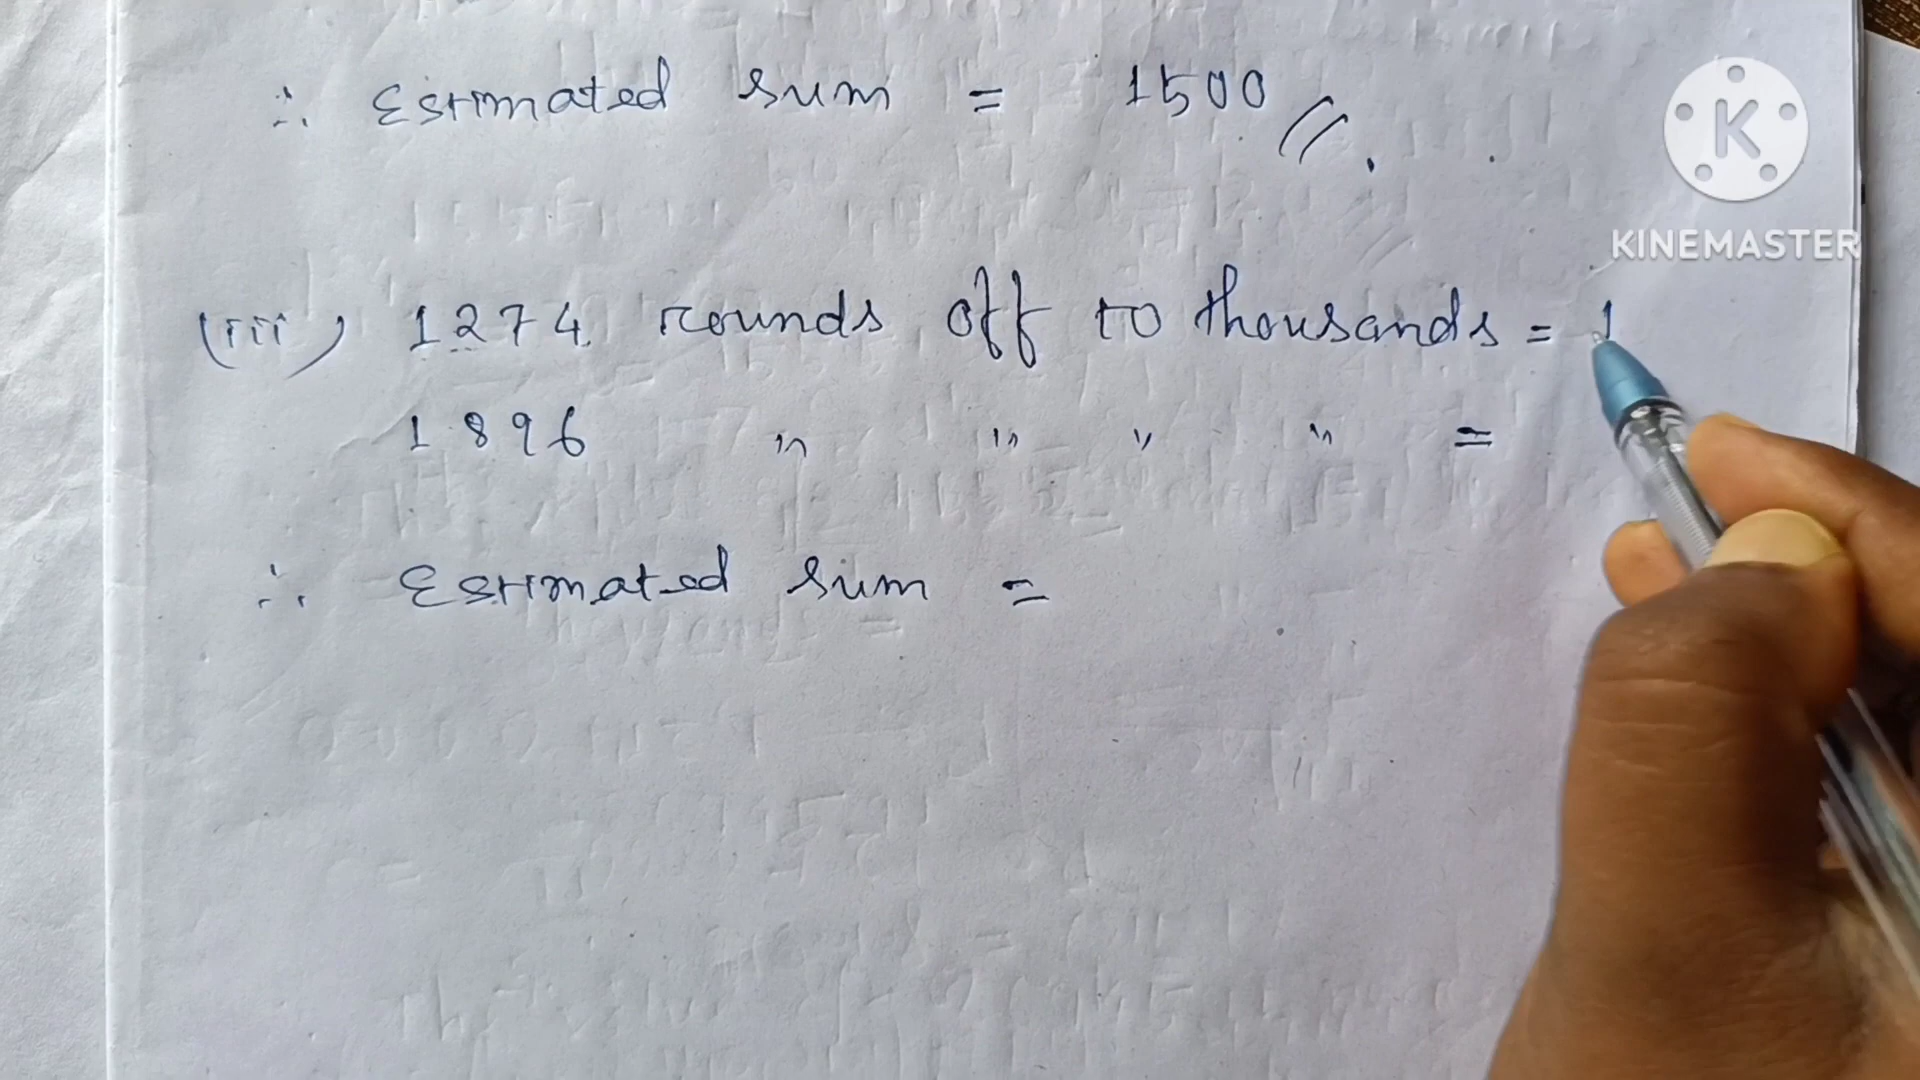 ∴ Estimated sum = 1500 //.
K
KINEMASTER
(iii) 1274 rounds off to thousands = 1
1896 " " " " =
∴ Estimated sum =